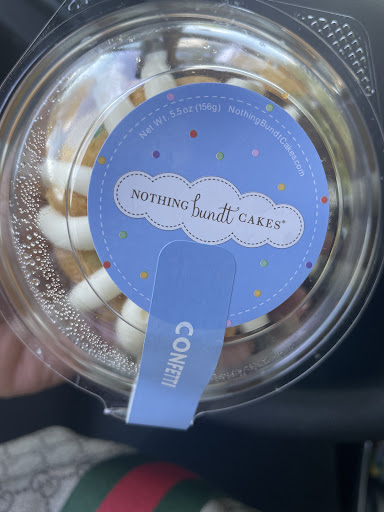 Net Wt. 5.5oz (156g) NothingBundtCakes.com
NOTHING bundt CAKES®
CONFETTI